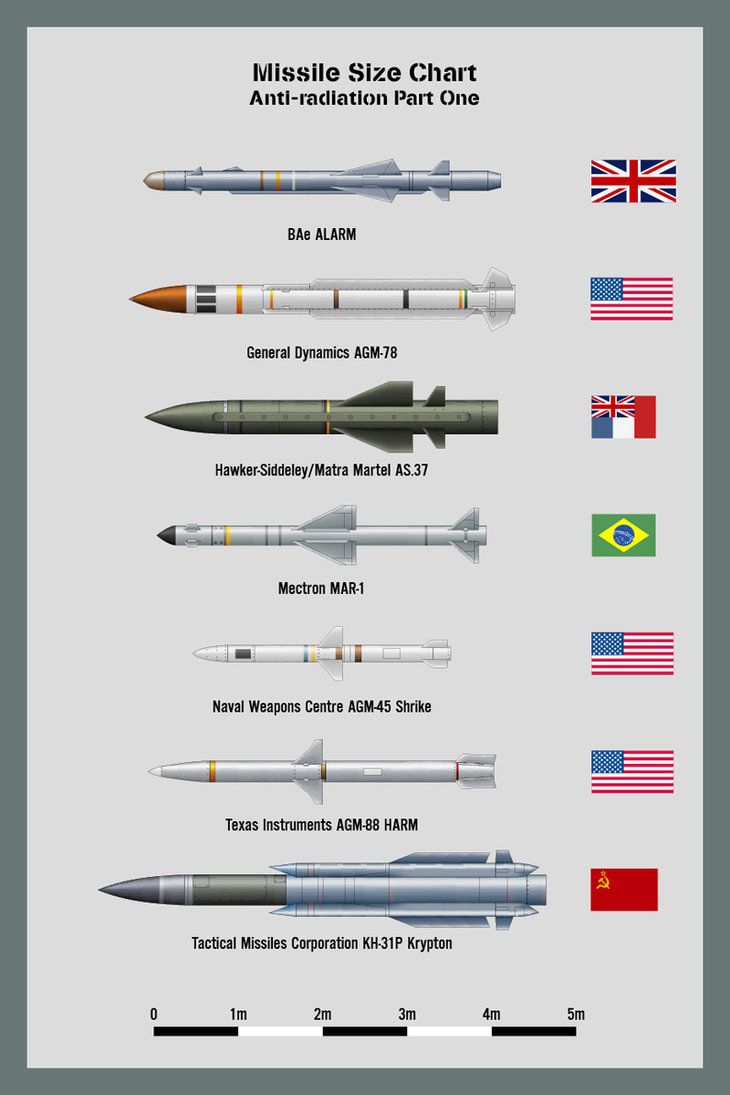 Missile Size Chart
Anti-radiation Part One
BAe ALARM
General Dynamics AGM-78
Hawker-Siddeley/Matra Martel AS.37
Mectron MAR-1
Naval Weapons Centre AGM-45 Shrike
Texas Instruments AGM-88 HARM
Tactical Missiles Corporation KH-31P Krypton
0 1m 2m 3m 4m 5m